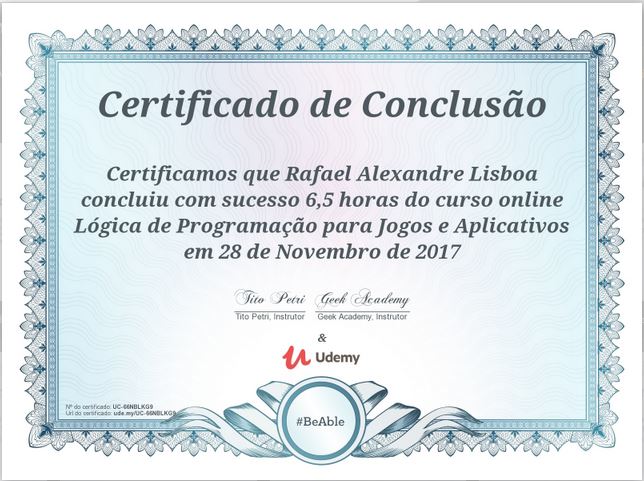 Certificado de Conclusão
Certificamos que Rafael Alexandre Lisboa
concluiu com sucesso 6,5 horas do curso online
Lógica de Programação para Jogos e Aplicativos
em 28 de Novembro de 2017
Tito Petri Geek Academy
Tito Petri, Instrutor Geek Academy, Instrutor
&
Udemy
#BeAble
Nº do certificado: UC-66NBLKG9
Url do certificado: ude.my/UC-66NBLKG9